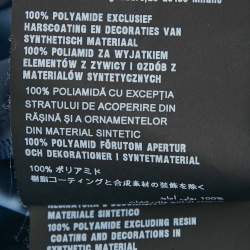 100% POLYAMIDE EXCLUSIEF
HARSCOATING EN DECORATIES VAN
SYNTHETISCH MATERIAAL
100% POLIAMID ZA WYJĄTKIEM
ELEMENTÓW Z ŻYWICY I OZDÓB Z
MATERIAŁÓW SYNTETYCZNYCH
100% POLIAMIDĂ CU EXCEPȚIA
STRATULUI DE ACOPERIRE DIN
RĂȘINĂ ȘI A ORNAMENTELOR
DIN MATERIAL SINTETIC
100% POLYAMID FÖRUTOM APERTUR
OCH DEKORATIONER I SYNTETMATERIAL
100% ポリアミド
樹脂コーティングと合成素材の装飾を除く
100%
MATERIALE SINTETICO
100% POLYAMIDE EXCLUDING RESIN
COATING AND DECORATIONS IN
SYNTHETIC MATERIAL